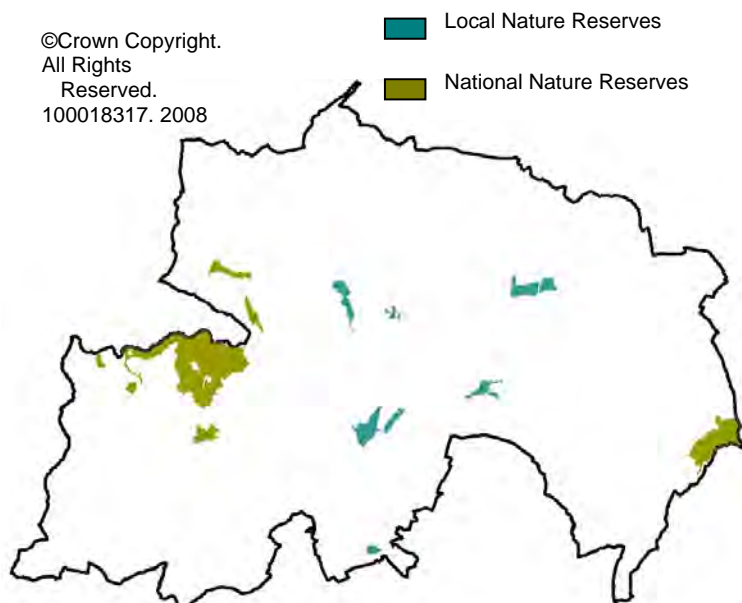 ©Crown Copyright.
All Rights
Reserved.
100018317. 2008
Local Nature Reserves
National Nature Reserves